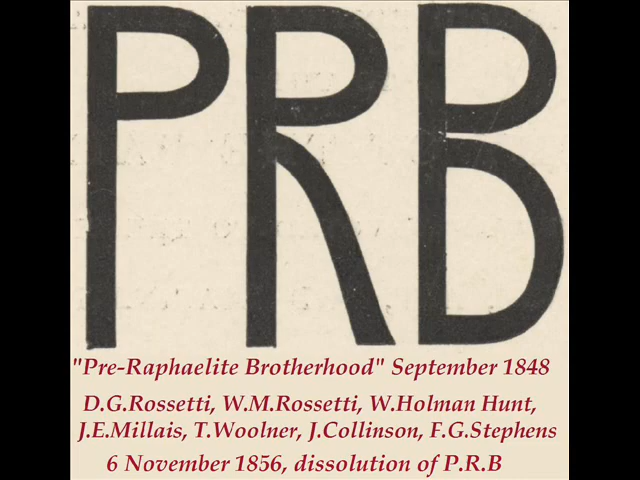 PRB
"Pre-Raphaelite Brotherhood" September 1848
D.G.Rossetti, W.M.Rossetti, W.Holman Hunt,
J.E.Millais, T.Woolner, J.Collinson, F.G.Stephens
6 November 1856, dissolution of P.R.B